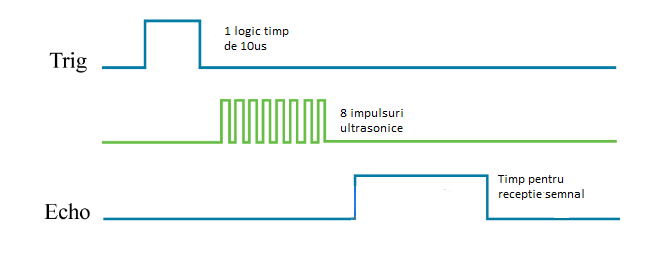 1 logic timp
de 10us
Trig
8 impulsuri
ultrasonice
Timp pentru
receptie semnal
Echo